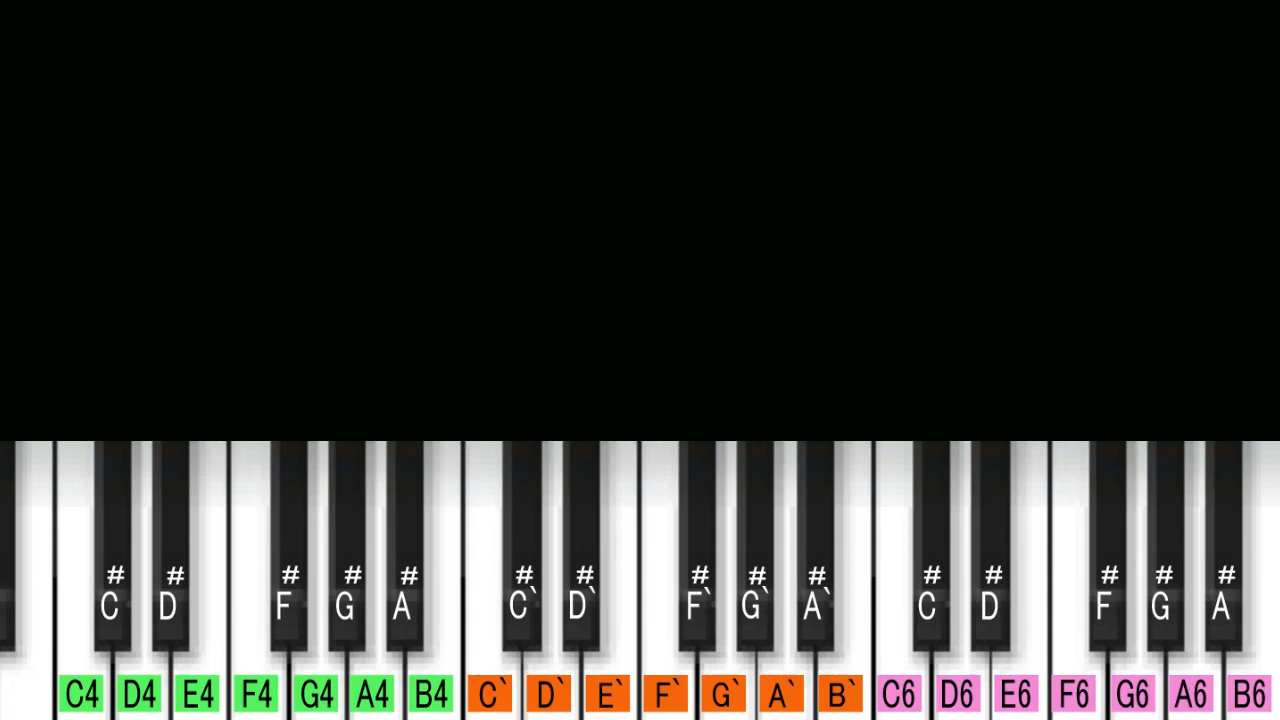 # # # # # # # # # # # # # # #
C D F G A C` D` F` G` A` C D F G A
C4 D4 E4 F4 G4 A4 B4 C` D` E` F` G` A` B` C6 D6 E6 F6 G6 A6 B6